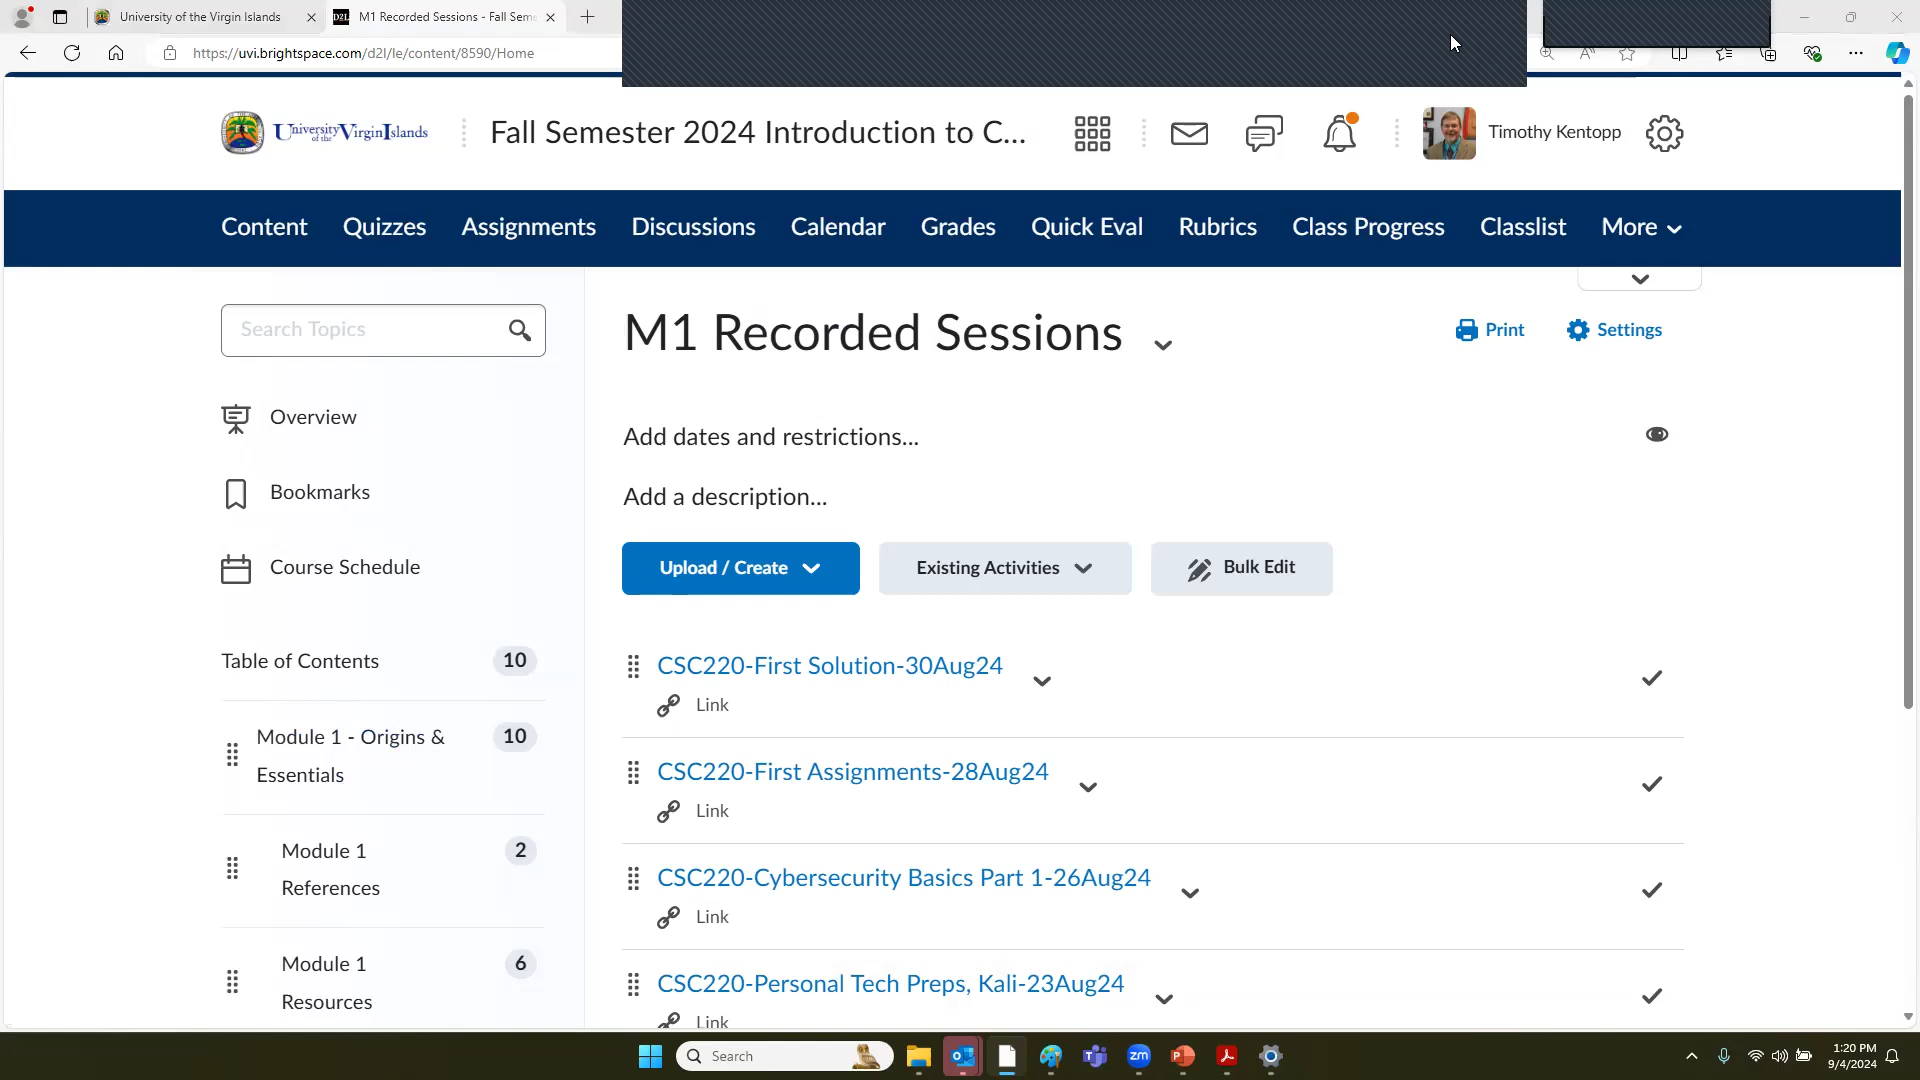 University of the Virgin Islands
D2L
M1 Recorded Sessions - Fall Sem
https://uvi.brightspace.com/d2l/le/content/8590/Home
University of the Virgin Islands
Fall Semester 2024 Introduction to C...
Timothy Kentopp
Content
Quizzes
Assignments
Discussions
Calendar
Grades
Quick Eval
Rubrics
Class Progress
Classlist
More
Search Topics
Overview
Bookmarks
Course Schedule
Table of Contents
10
Module 1 - Origins &
Essentials
10
Module 1
References
2
Module 1
Resources
6
M1 Recorded Sessions
Print
Settings
Add dates and restrictions...
Add a description...
Upload / Create
Existing Activities
Bulk Edit
CSC220-First Solution-30Aug24
Link
CSC220-First Assignments-28Aug24
Link
CSC220-Cybersecurity Basics Part 1-26Aug24
Link
CSC220-Personal Tech Preps, Kali-23Aug24
Link
Search
zm
1:20 PM
9/4/2024